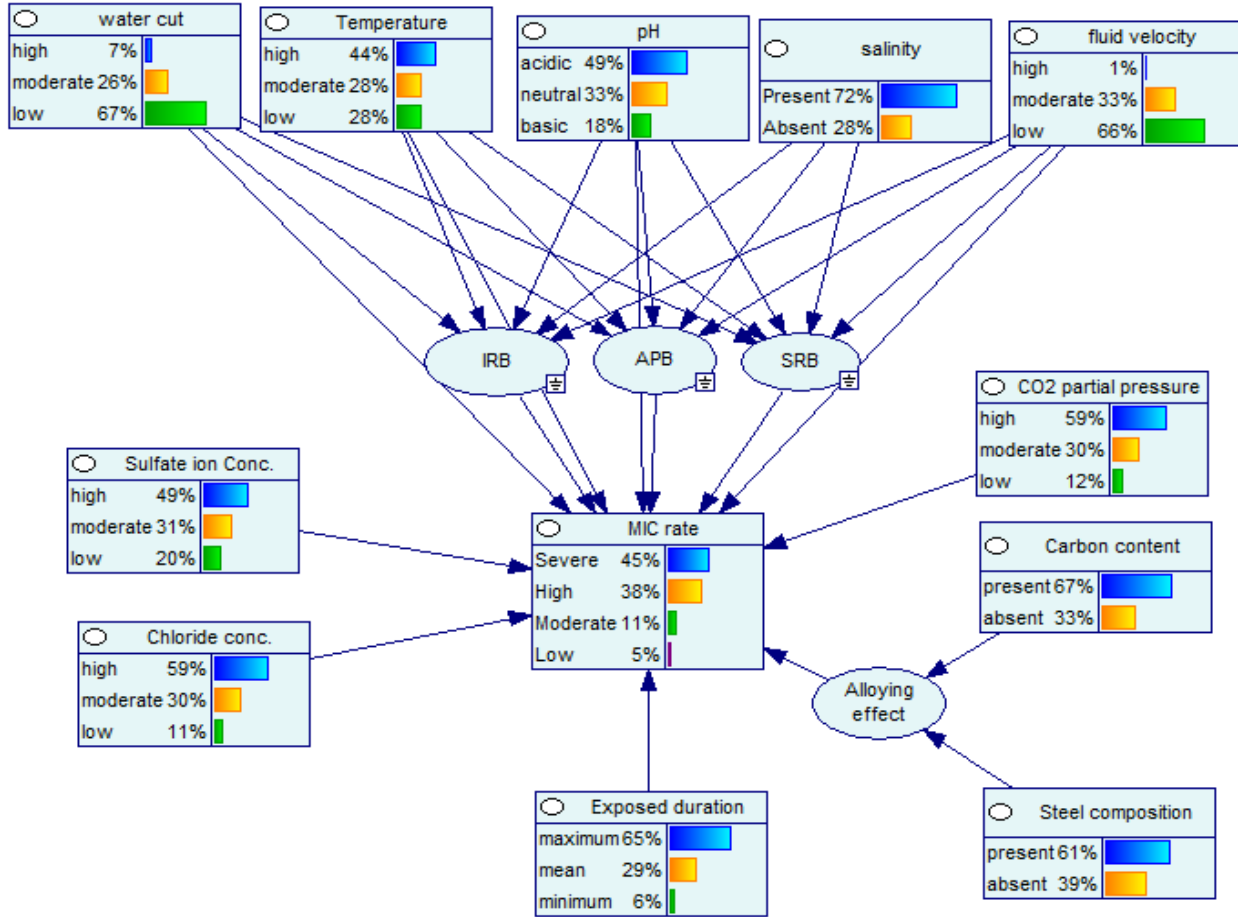 water cut
high 7%
moderate 26%
low 67%
Temperature
high 44%
moderate 28%
low 28%
pH
acidic 49%
neutral 33%
basic 18%
salinity
Present 72%
Absent 28%
fluid velocity
high 1%
moderate 33%
low 66%
IRB
APB
SRB
CO2 partial pressure
high 59%
moderate 30%
low 12%
Sulfate ion Conc.
high 49%
moderate 31%
low 20%
MIC rate
Severe 45%
High 38%
Moderate 11%
Low 5%
Carbon content
present 67%
absent 33%
Chloride conc.
high 59%
moderate 30%
low 11%
Alloying
effect
Exposed duration
maximum 65%
mean 29%
minimum 6%
Steel composition
present 61%
absent 39%